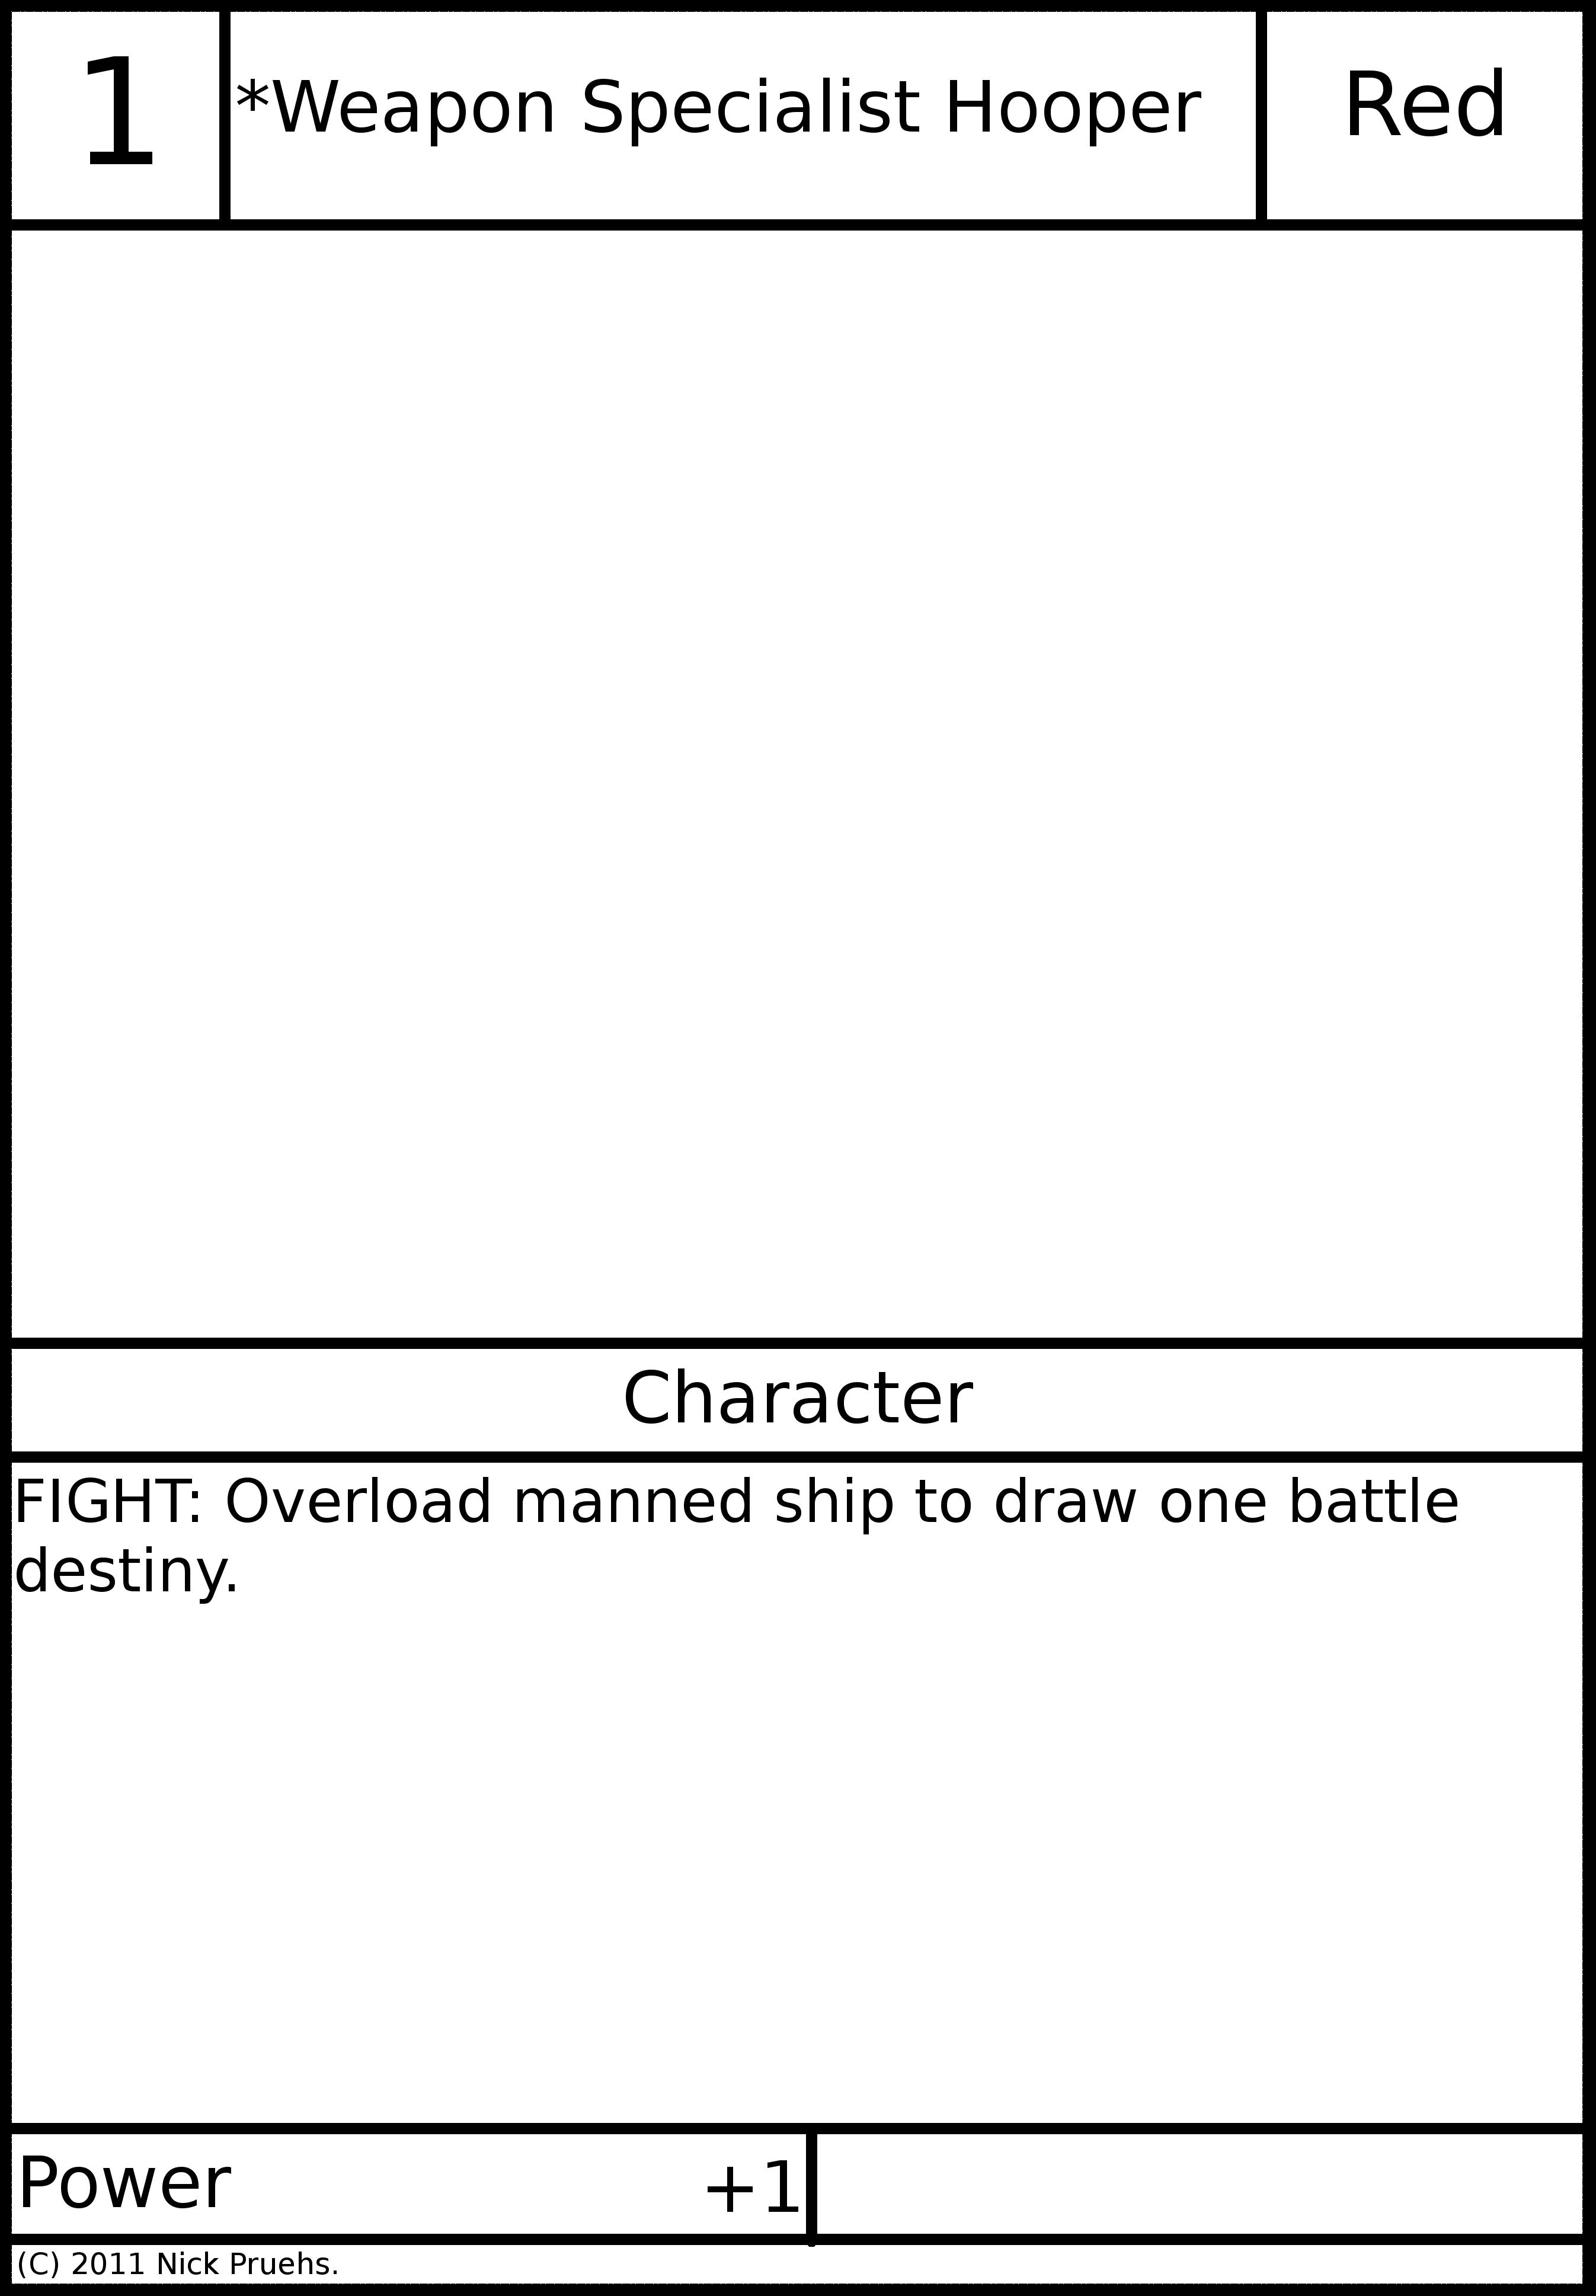 1
*Weapon Specialist Hooper
Red
Character
FIGHT: Overload manned ship to draw one battle
destiny.
Power +1
(C) 2011 Nick Pruehs.